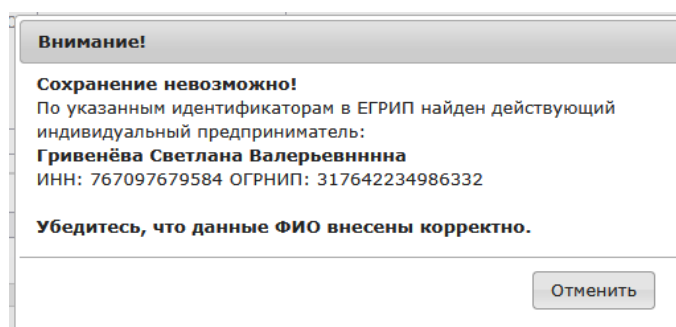 Внимание!
Сохранение невозможно!
По указанным идентификаторам в ЕГРИП найден действующий
индивидуальный предприниматель:
Гривенёва Светлана Валерьевнннна
ИНН: 767097679584 ОГРНИП: 317642234986332
Убедитесь, что данные ФИО внесены корректно.
Отменить